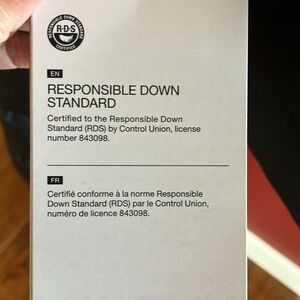 RESPONSIBLE DOWN STANDARD
R·D·S
CERTIFIED
EN
RESPONSIBLE DOWN
STANDARD
Certified to the Responsible Down
Standard (RDS) by Control Union, license
number 843098.
FR
Certifié conforme à la norme Responsible
Down Standard (RDS) par le Control Union,
numéro de licence 843098.